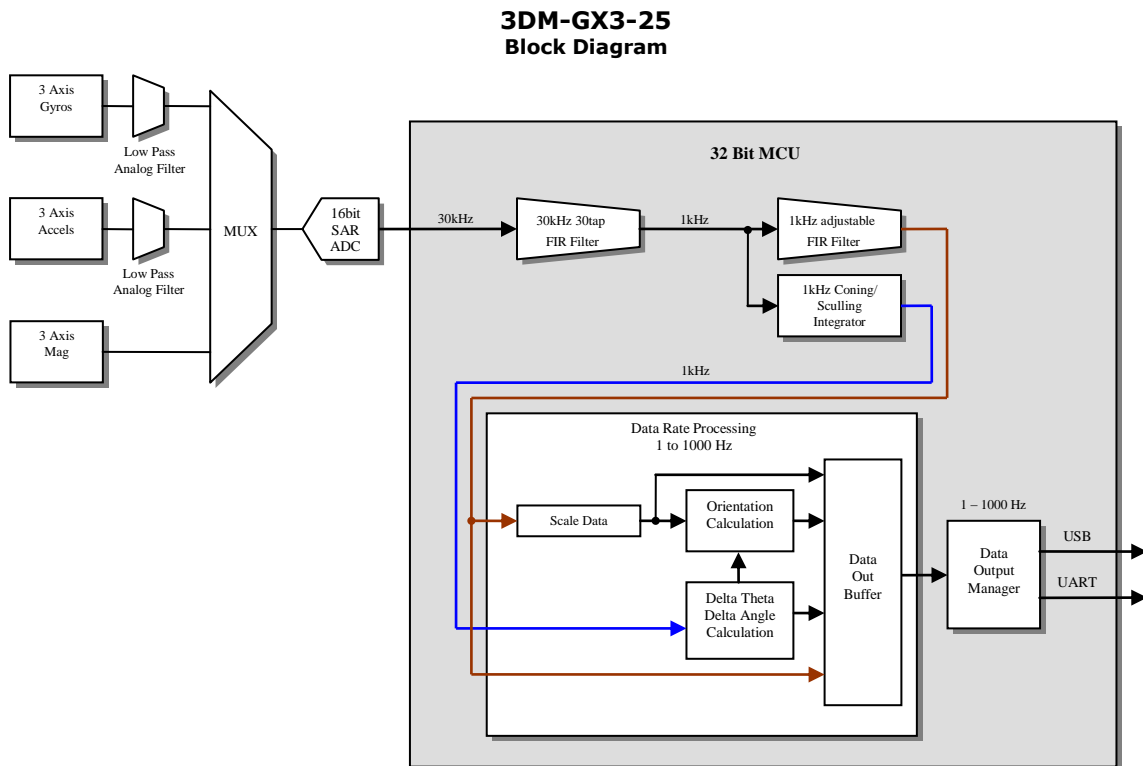 3DM-GX3-25
Block Diagram
3 Axis
Gyros
Low Pass
Analog Filter
3 Axis
Accels
Low Pass
Analog Filter
3 Axis
Mag
MUX
16bit
SAR
ADC
32 Bit MCU
30kHz
30kHz 30tap
FIR Filter
1kHz
1kHz adjustable
FIR Filter
1kHz Coning/
Sculling
Integrator
1kHz
Data Rate Processing
1 to 1000 Hz
Scale Data
Orientation
Calculation
Delta Theta
Delta Angle
Calculation
Data
Out
Buffer
1 – 1000 Hz
Data
Output
Manager
USB
UART